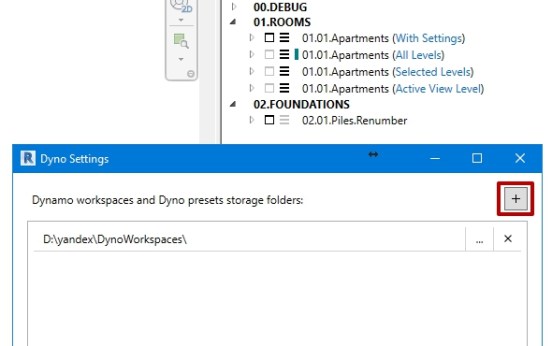 2D
00.DEBUG
01.ROOMS
01.01.Apartments (With Settings)
01.01.Apartments (All Levels)
01.01.Apartments (Selected Levels)
01.01.Apartments (Active View Level)
02.FOUNDATIONS
02.01.Piles.Renumber
R Dyno Settings
Dynamo workspaces and Dyno presets storage folders:
+
D:\yandex\DynoWorkspaces\ ... ×